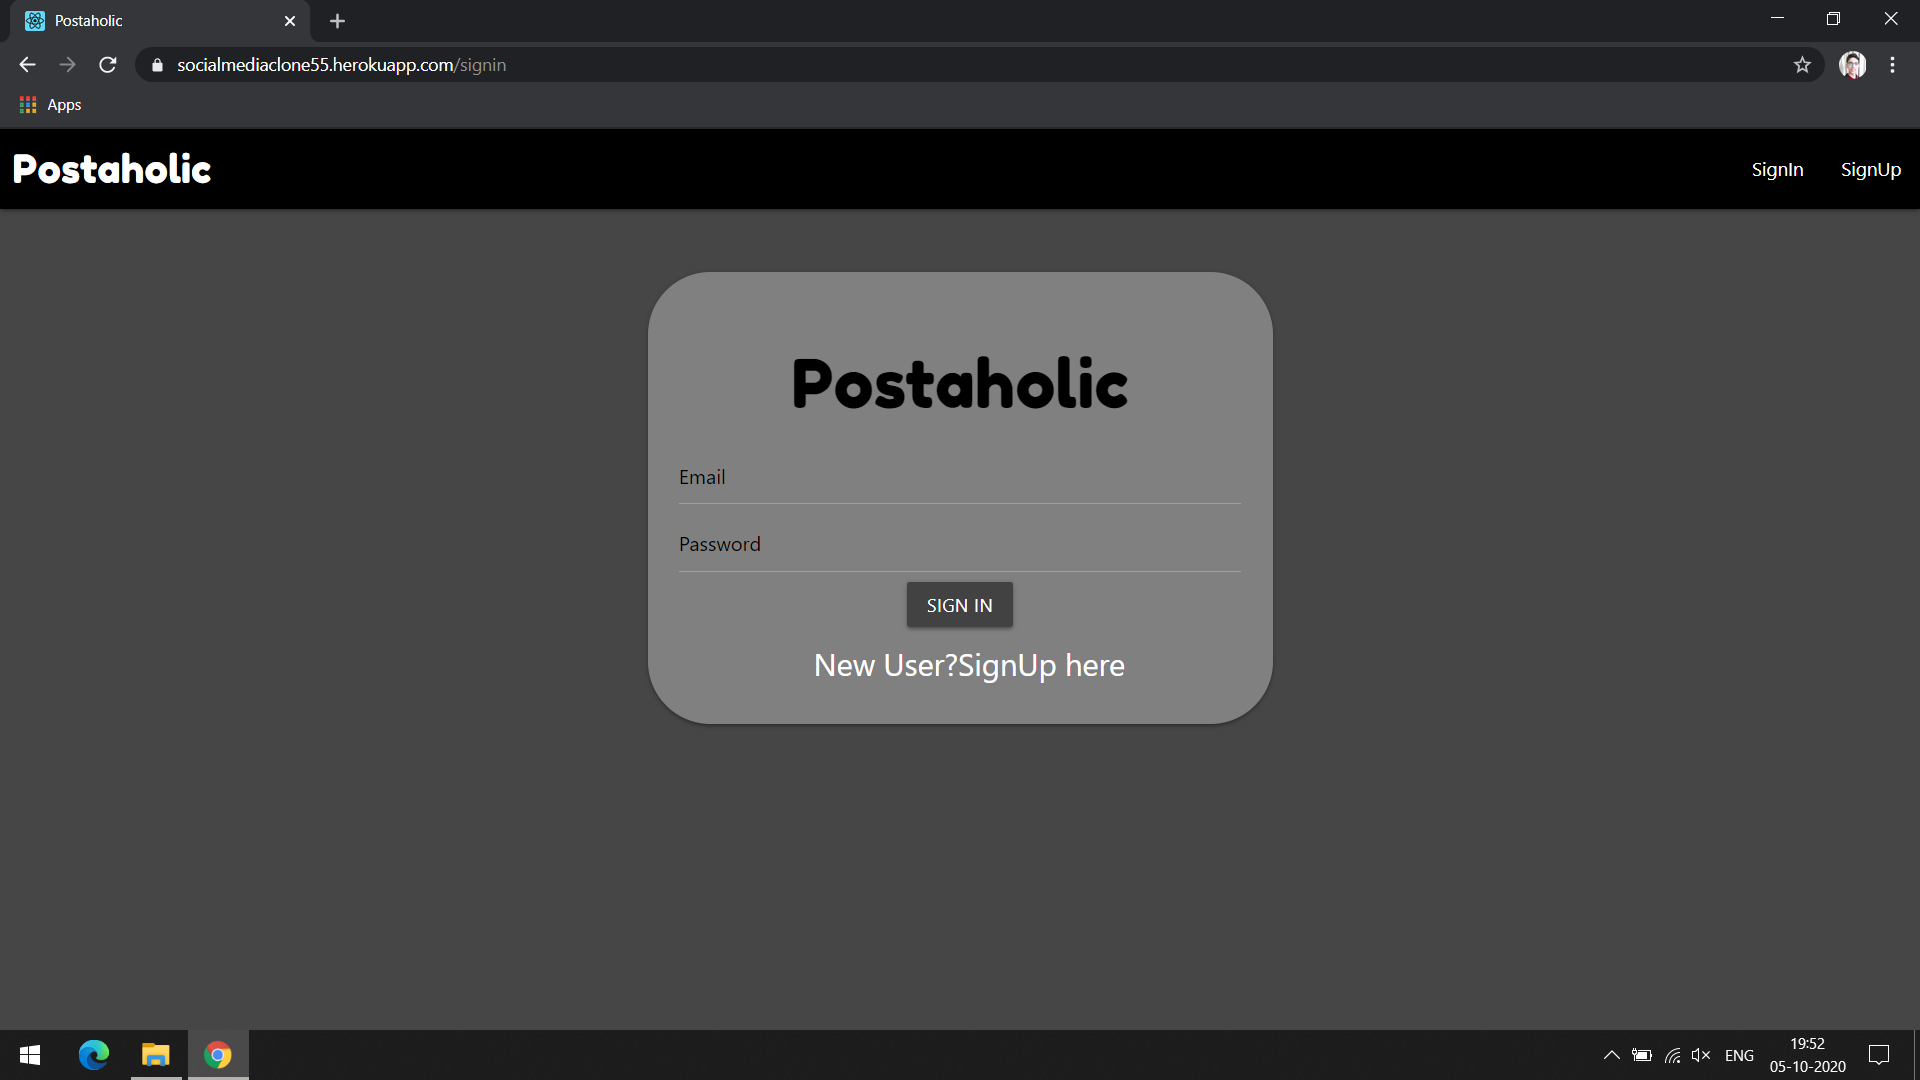 Postaholic
socialmediaclone55.herokuapp.com/signin
Apps
Postaholic
SignIn
SignUp
Postaholic
Email
Password
SIGN IN
New User?SignUp here
ENG
19:52
05-10-2020